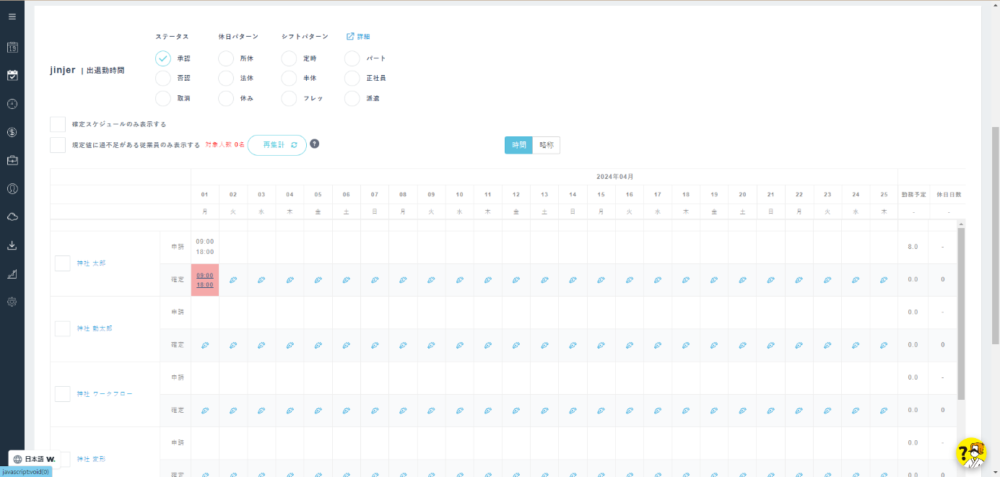 ステータス 休日パターン シフトパターン 詳細
承認 所休 定時 パート
jinjer | 出退勤時間
否認 法休 半休 正社員
取消 休み フレッ 派遣
確定スケジュールのみ表示する
規定値に過不足がある従業員のみ表示する 対象人数 0名 再集計 ?
時間 略称
2024年04月
01 02 03 04 05 06 07 08 09 10 11 12 13 14 15 16 17 18 19 20 21 22 23 24 25 勤務予定 休日日数
月 火 水 木 金 土 日 月 火 水 木 金 土 日 月 火 水 木 金 土 日 月 火 水 木 - -
申請 09:00 18:00 8.0 -
神社 太郎
確定 09:00 18:00 0.0 0
申請 0.0 -
神社 勤太郎
確定 0.0 0
申請 0.0 -
神社 ワークフロー
確定 0.0 0
申請 0.0 -
神社 変形
日本語 W.
javascript:void(0)
確定 0.0 0